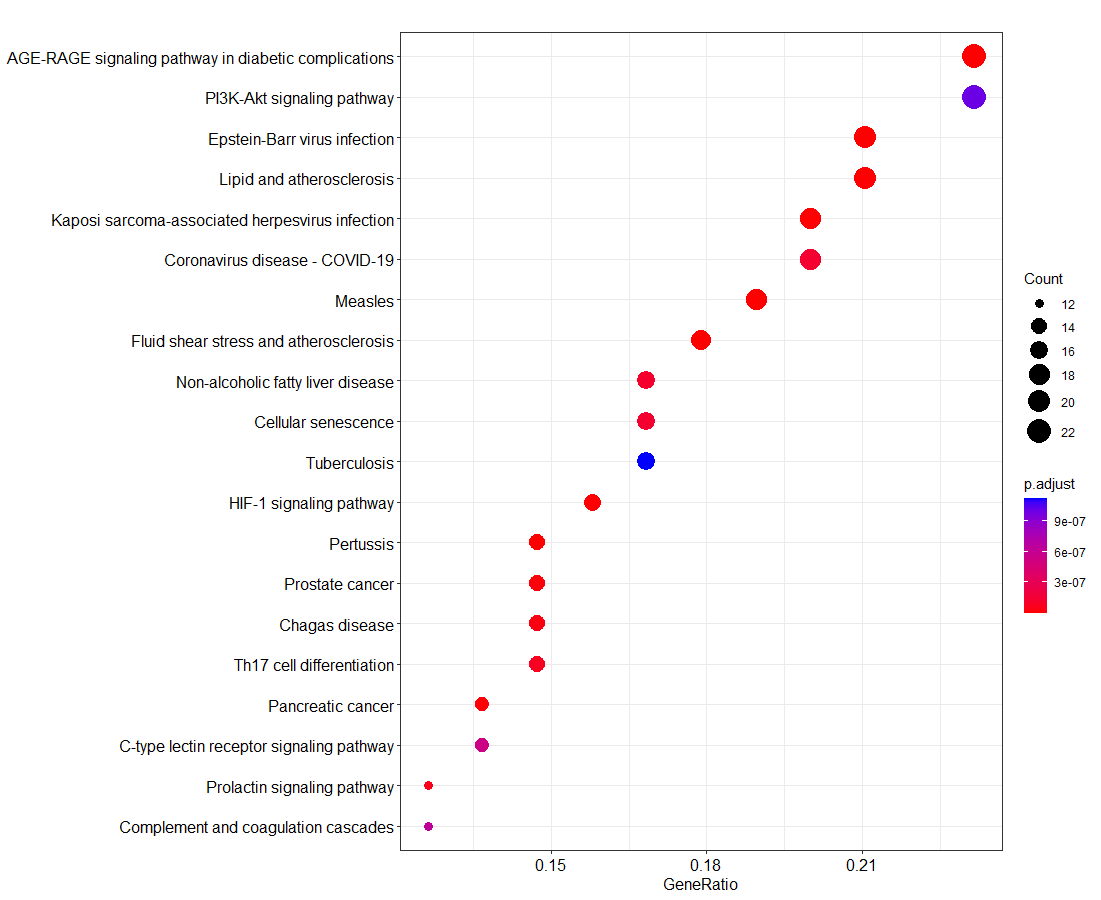 AGE-RAGE signaling pathway in diabetic complications
PI3K-Akt signaling pathway
Epstein-Barr virus infection
Lipid and atherosclerosis
Kaposi sarcoma-associated herpesvirus infection
Coronavirus disease - COVID-19
Measles
Fluid shear stress and atherosclerosis
Non-alcoholic fatty liver disease
Cellular senescence
Tuberculosis
HIF-1 signaling pathway
Pertussis
Prostate cancer
Chagas disease
Th17 cell differentiation
Pancreatic cancer
C-type lectin receptor signaling pathway
Prolactin signaling pathway
Complement and coagulation cascades
0.15
0.18
0.21
GeneRatio
Count
12
14
16
18
20
22
p.adjust
9e-07
6e-07
3e-07